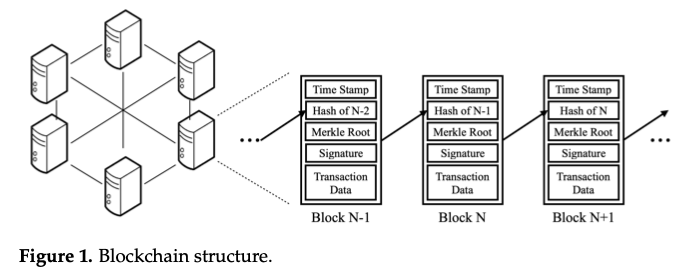 Time Stamp
Hash of N-2
Merkle Root
Signature
Transaction
Data
Block N-1
Time Stamp
Hash of N-1
Merkle Root
Signature
Transaction
Data
Block N
Time Stamp
Hash of N
Merkle Root
Signature
Transaction
Data
Block N+1
Figure 1. Blockchain structure.